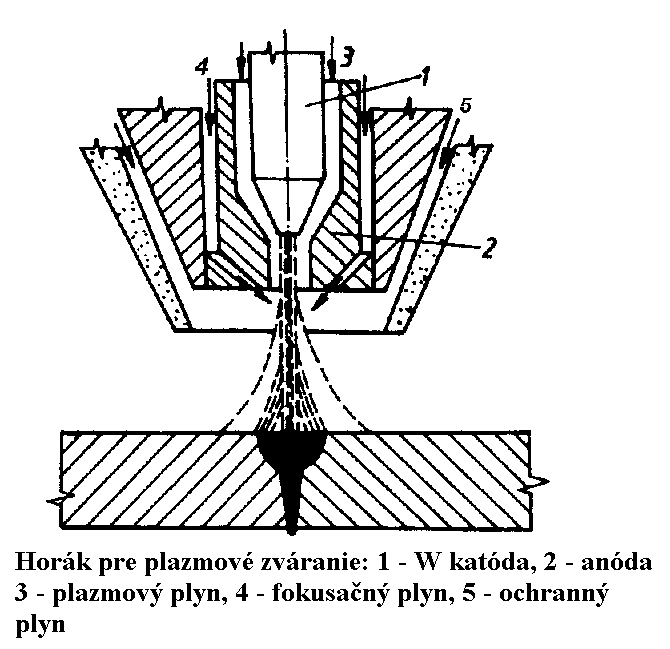 3
4
1
5
2
Horák pre plazmové zváranie: 1 - W katóda, 2 - anóda
3 - plazmový plyn, 4 - fokusačný plyn, 5 - ochranný
plyn